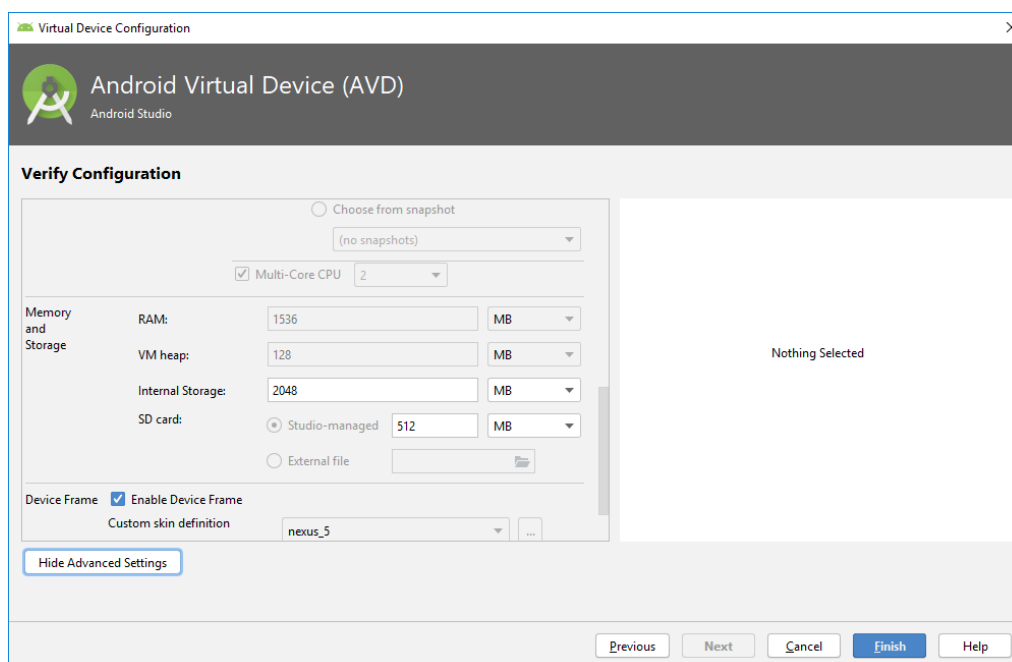 Virtual Device Configuration
Android Virtual Device (AVD)
Android Studio
Verify Configuration
Choose from snapshot
(no snapshots)
Multi-Core CPU 2
Memory
and
Storage
RAM: 1536 MB
VM heap: 128 MB
Internal Storage: 2048 MB
SD card: Studio-managed 512 MB
External file
Device Frame Enable Device Frame
Custom skin definition nexus_5 ...
Nothing Selected
Hide Advanced Settings
Previous Next Cancel Finish Help